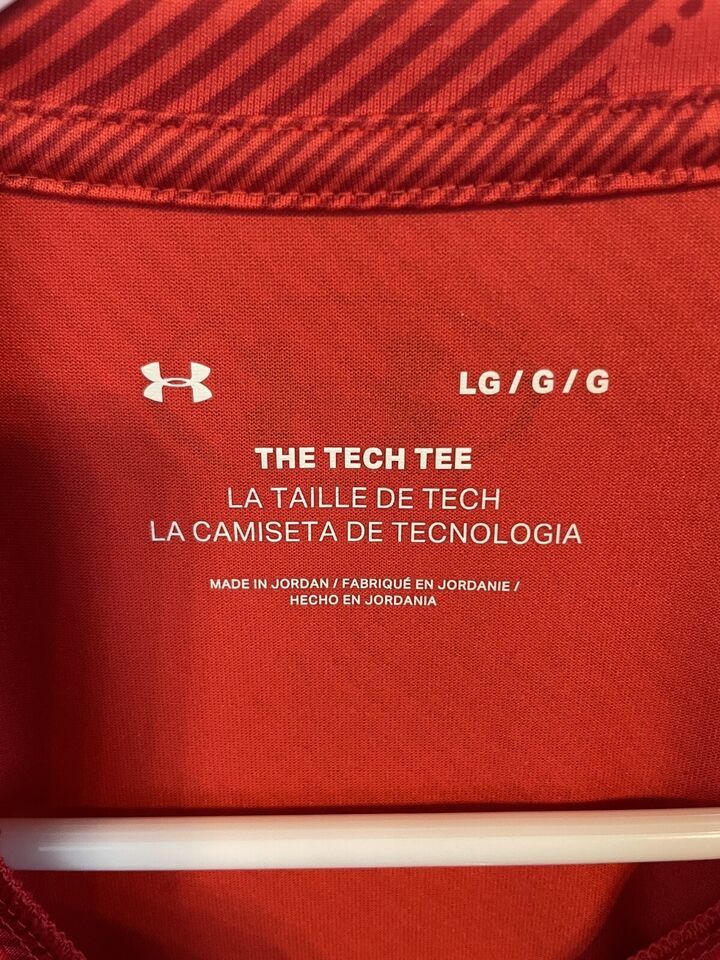 LG / G / G
THE TECH TEE
LA TAILLE DE TECH
LA CAMISETA DE TECNOLOGIA
MADE IN JORDAN / FABRIQUÉ EN JORDANIE /
HECHO EN JORDANIA